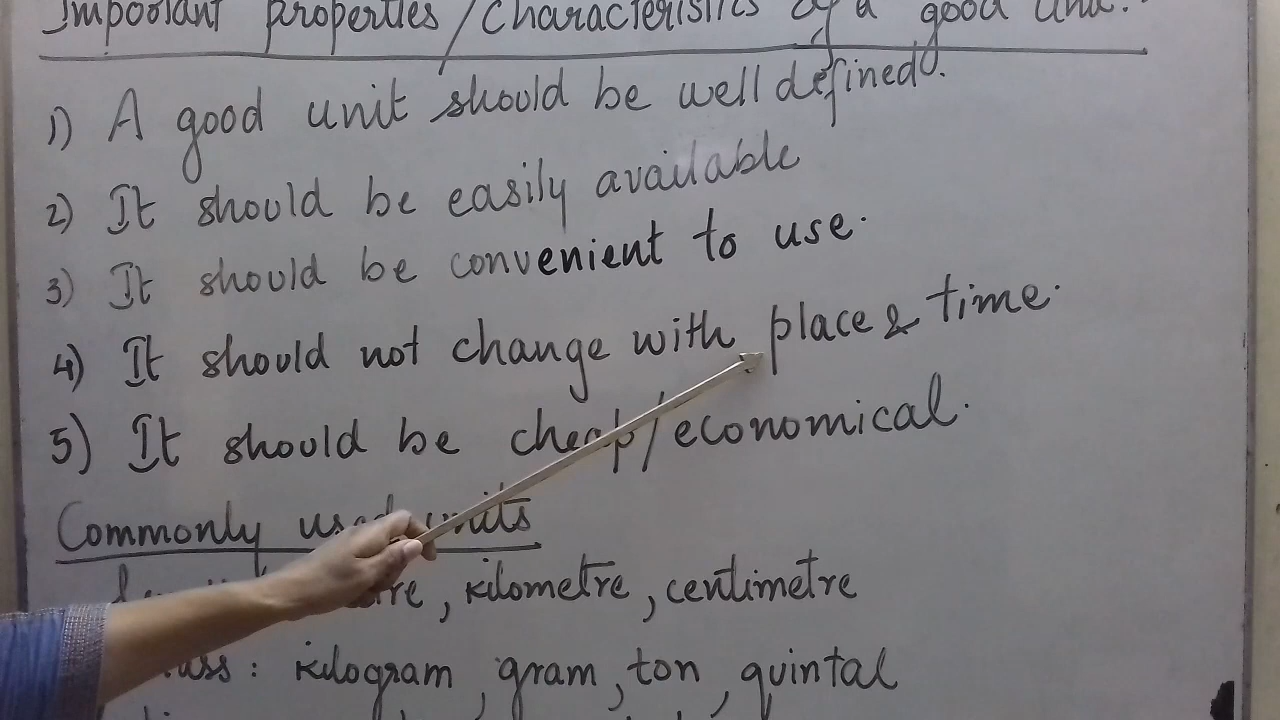 Important properties/characteristics of a good unit.
1) A good unit should be well defined.
2) It should be easily available
3) It should be convenient to use.
4) It should not change with place & time.
5) It should be cheap/economical.
Commonly used units
, kilometre, centimetre
: kilogram, gram, ton, quintal